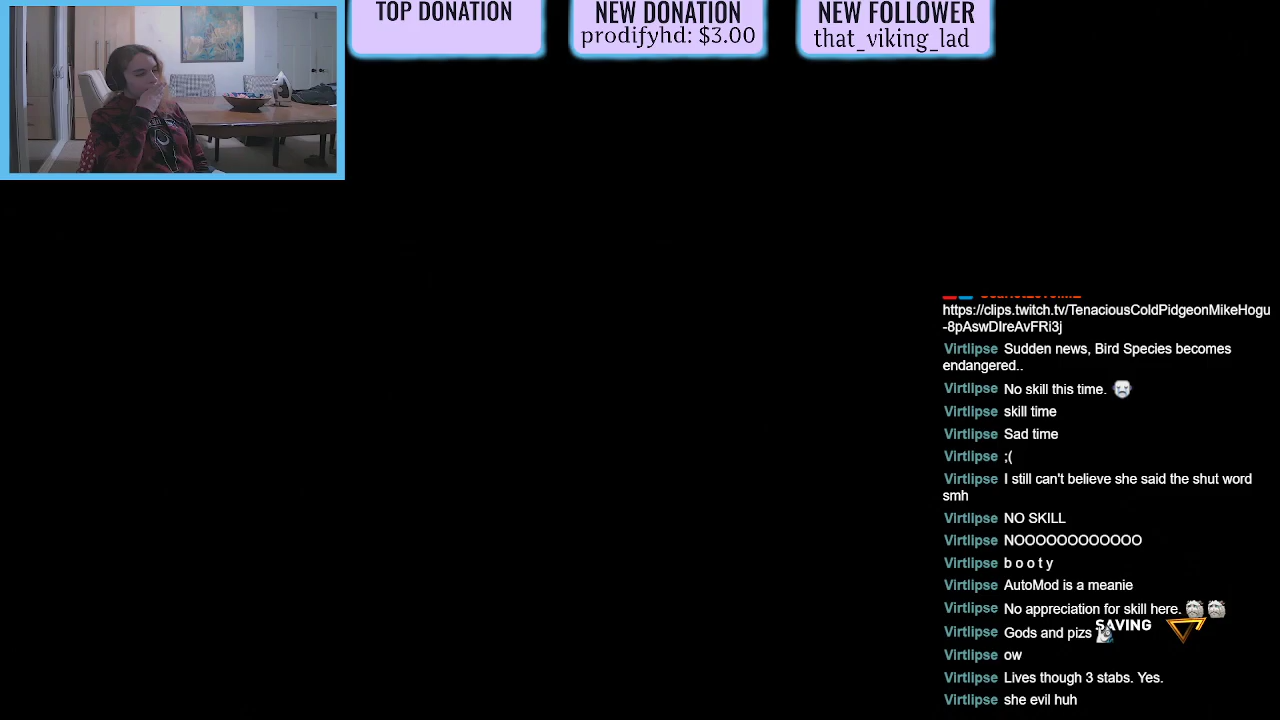 TOP DONATION
NEW DONATION
prodifyhd: $3.00
NEW FOLLOWER
that_viking_lad
https://clips.twitch.tv/TenaciousColdPidgeonMikeHogu
-8pAswDIreAvFRi3j
Virtlipse Sudden news, Bird Species becomes
endangered..
Virtlipse No skill this time.
Virtlipse skill time
Virtlipse Sad time
Virtlipse ;(
Virtlipse I still can't believe she said the shut word
smh
Virtlipse NO SKILL
Virtlipse NOOOOOOOOOOOO
Virtlipse b o o t y
Virtlipse AutoMod is a meanie
Virtlipse No appreciation for skill here.
SAVING
Virtlipse Gods and pizs
Virtlipse ow
Virtlipse Lives though 3 stabs. Yes.
Virtlipse she evil huh